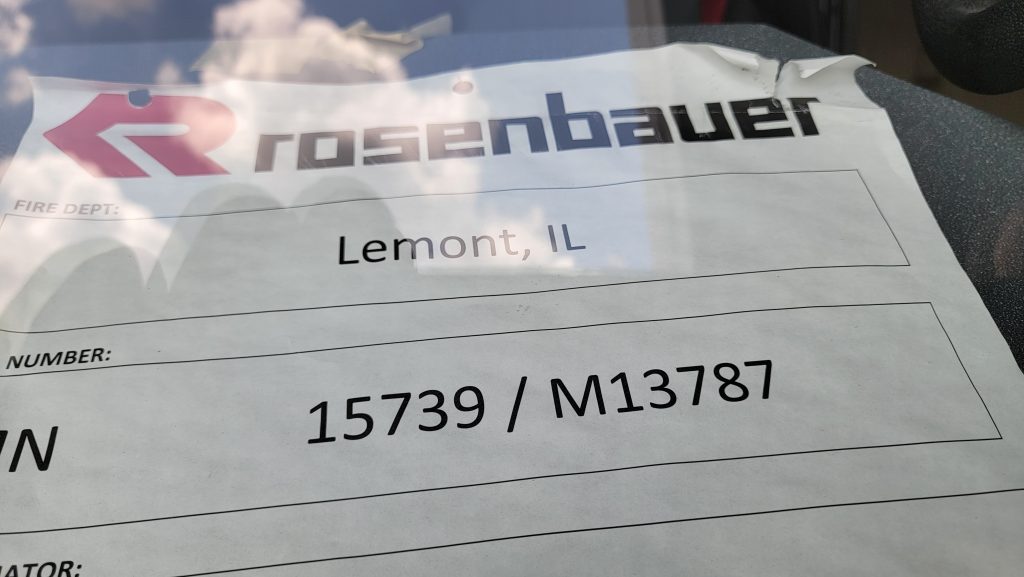 rosenbauer
FIRE DEPT:
Lemont, IL
NUMBER:
15739 / M13787